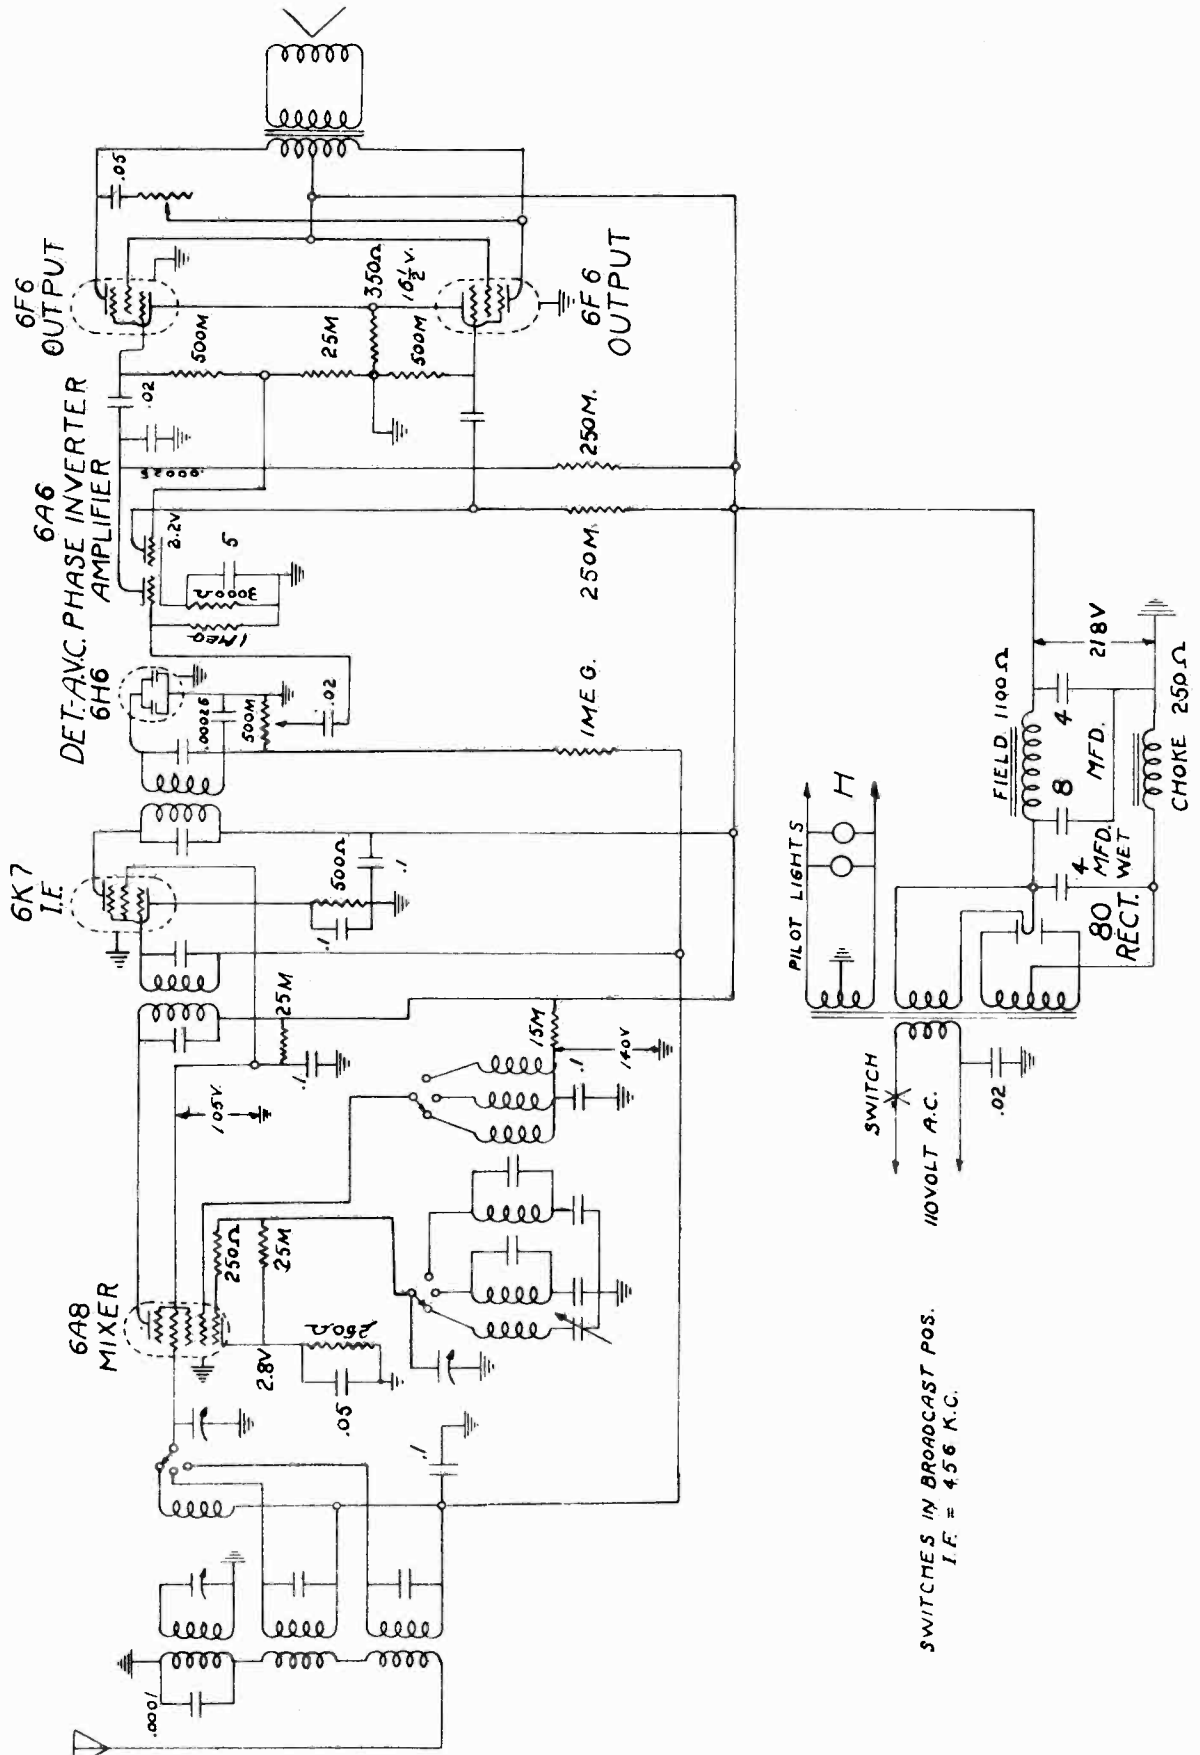 .0001
.1
6A8
MIXER
2.8V
.05
250Ω
250Ω
25M
105V.
.1
25M
15M
.1
140V
6K7
I.F.
.1
500Ω
.1
DET-A.V.C.
6H6
.00025
500M
.02
1MEG.
6A6
PHASE INVERTER
AMPLIFIER
1MEG
3000Ω
5
2.2V
.00025
.02
250M.
250M.
6F6
OUTPUT
500M
25M
500M
350Ω
16½V.
.05
6F6
OUTPUT
SWITCH
110VOLT A.C.
.02
PILOT LIGHTS
H
80
RECT.
4
MFD.
WET
8
4
MFD.
FIELD 1100Ω
218V
CHOKE 250Ω
SWITCHES IN BROADCAST POS.
I.F. = 456 K.C.